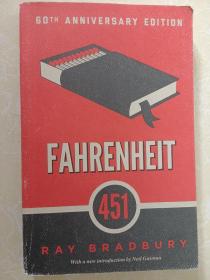 60TH ANNIVERSARY EDITION
FAHRENHEIT
451
RAY BRADBURY
With a new introduction by Neil Gaiman